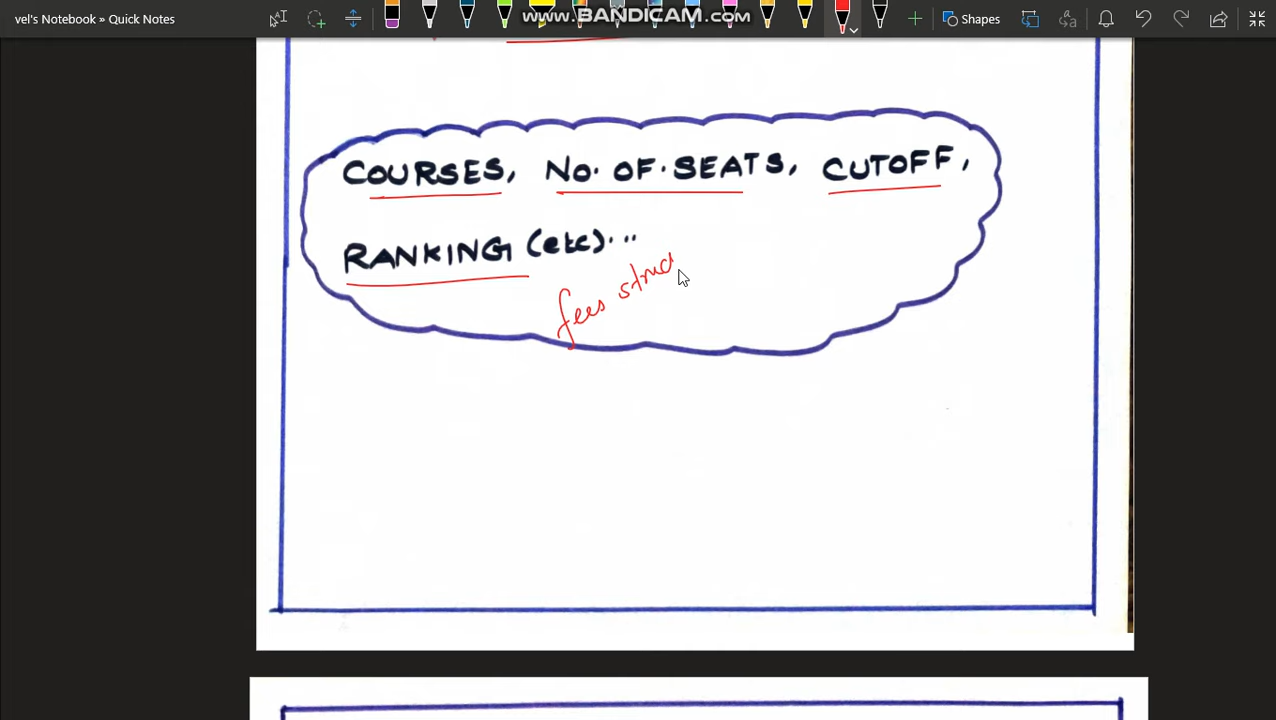 vel's Notebook » Quick Notes
WWW.BANDICAM.COM
Shapes
COURSES, NO. OF. SEATS, CUTOFF,
RANKING (etc)...
fees struc